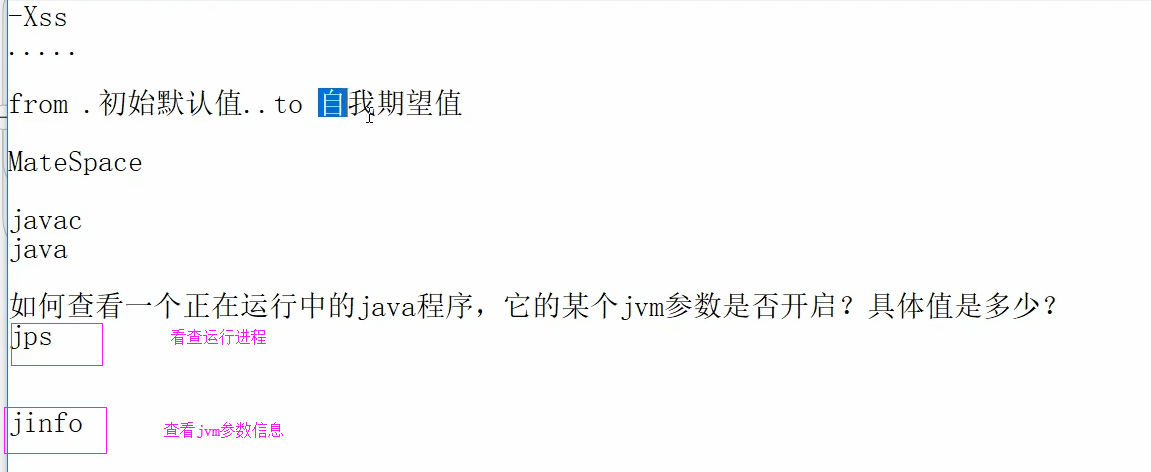 -Xss
.....
from .初始默认值..to 自我期望值
MateSpace
javac
java
如何查看一个正在运行中的java程序，它的某个jvm参数是否开启？具体值是多少？
jps 看查运行进程
jinfo 查看jvm参数信息